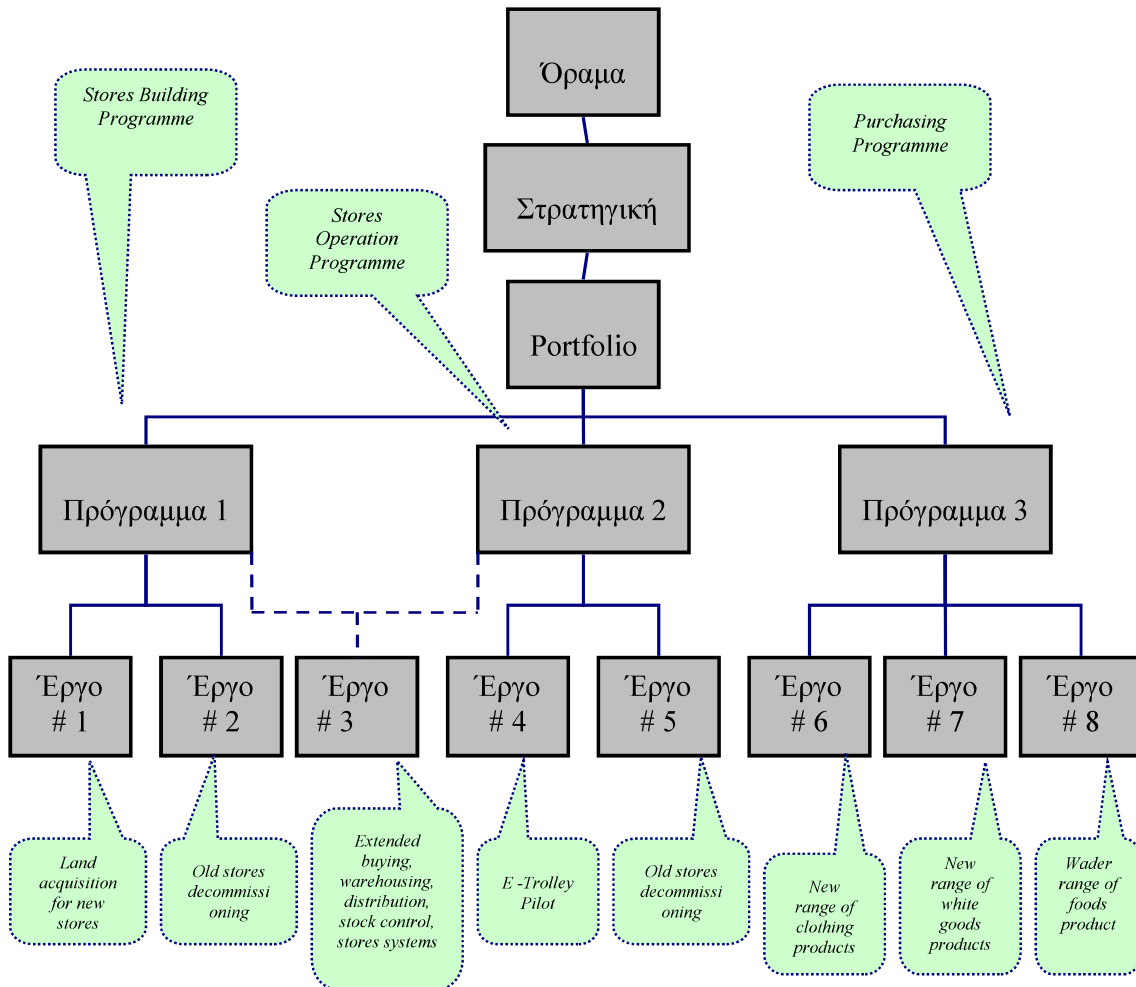 Όραμα
Stores Building
Programme
Purchasing
Programme
Στρατηγική
Stores
Operation
Programme
Portfolio
Πρόγραμμα 1
Πρόγραμμα 2
Πρόγραμμα 3
Έργο
# 1
Έργο
# 2
Έργο
# 3
Έργο
# 4
Έργο
# 5
Έργο
# 6
Έργο
# 7
Έργο
# 8
Land
acquisition
for new
stores
Old stores
decommissi
oning
Extended
buying,
warehousing,
distribution,
stock control,
stores systems
E -Trolley
Pilot
Old stores
decommissi
oning
New
range of
clothing
products
New
range of
white
goods
products
Wader
range of
foods
product